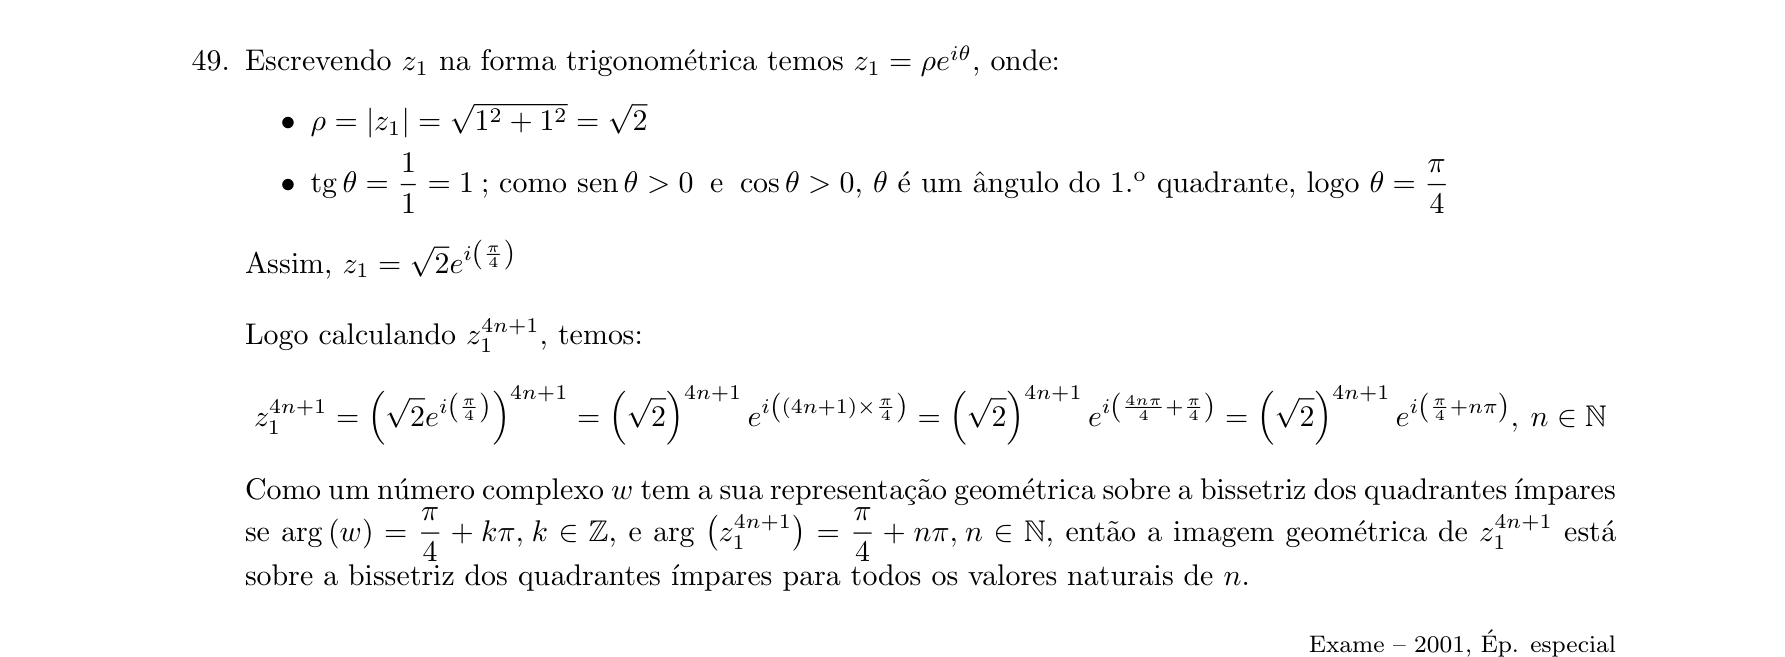 49. Escrevendo $z_1$ na forma trigonométrica temos $z_1 = \rho e^{i\theta}$, onde:
• $\rho = |z_1| = \sqrt{1^2 + 1^2} = \sqrt{2}$
• $\operatorname{tg} \theta = \frac{1}{1} = 1$ ; como $\operatorname{sen} \theta > 0$ e $\cos \theta > 0$, $\theta$ é um ângulo do 1.º quadrante, logo $\theta = \frac{\pi}{4}$
Assim, $z_1 = \sqrt{2} e^{i\left(\frac{\pi}{4}\right)}$
Logo calculando $z_1^{4n+1}$, temos:
$z_1^{4n+1} = \left(\sqrt{2} e^{i\left(\frac{\pi}{4}\right)}\right)^{4n+1} = \left(\sqrt{2}\right)^{4n+1} e^{i\left((4n+1) \times \frac{\pi}{4}\right)} = \left(\sqrt{2}\right)^{4n+1} e^{i\left(\frac{4n\pi}{4} + \frac{\pi}{4}\right)} = \left(\sqrt{2}\right)^{4n+1} e^{i\left(\frac{\pi}{4} + n\pi\right)}, \ n \in \mathbb{N}$
Como um número complexo $w$ tem a sua representação geométrica sobre a bissetriz dos quadrantes ímpares
se $\arg(w) = \frac{\pi}{4} + k\pi, k \in \mathbb{Z}$, e $\arg\left(z_1^{4n+1}\right) = \frac{\pi}{4} + n\pi, n \in \mathbb{N}$, então a imagem geométrica de $z_1^{4n+1}$ está
sobre a bissetriz dos quadrantes ímpares para todos os valores naturais de $n$.
Exame – 2001, Ép. especial